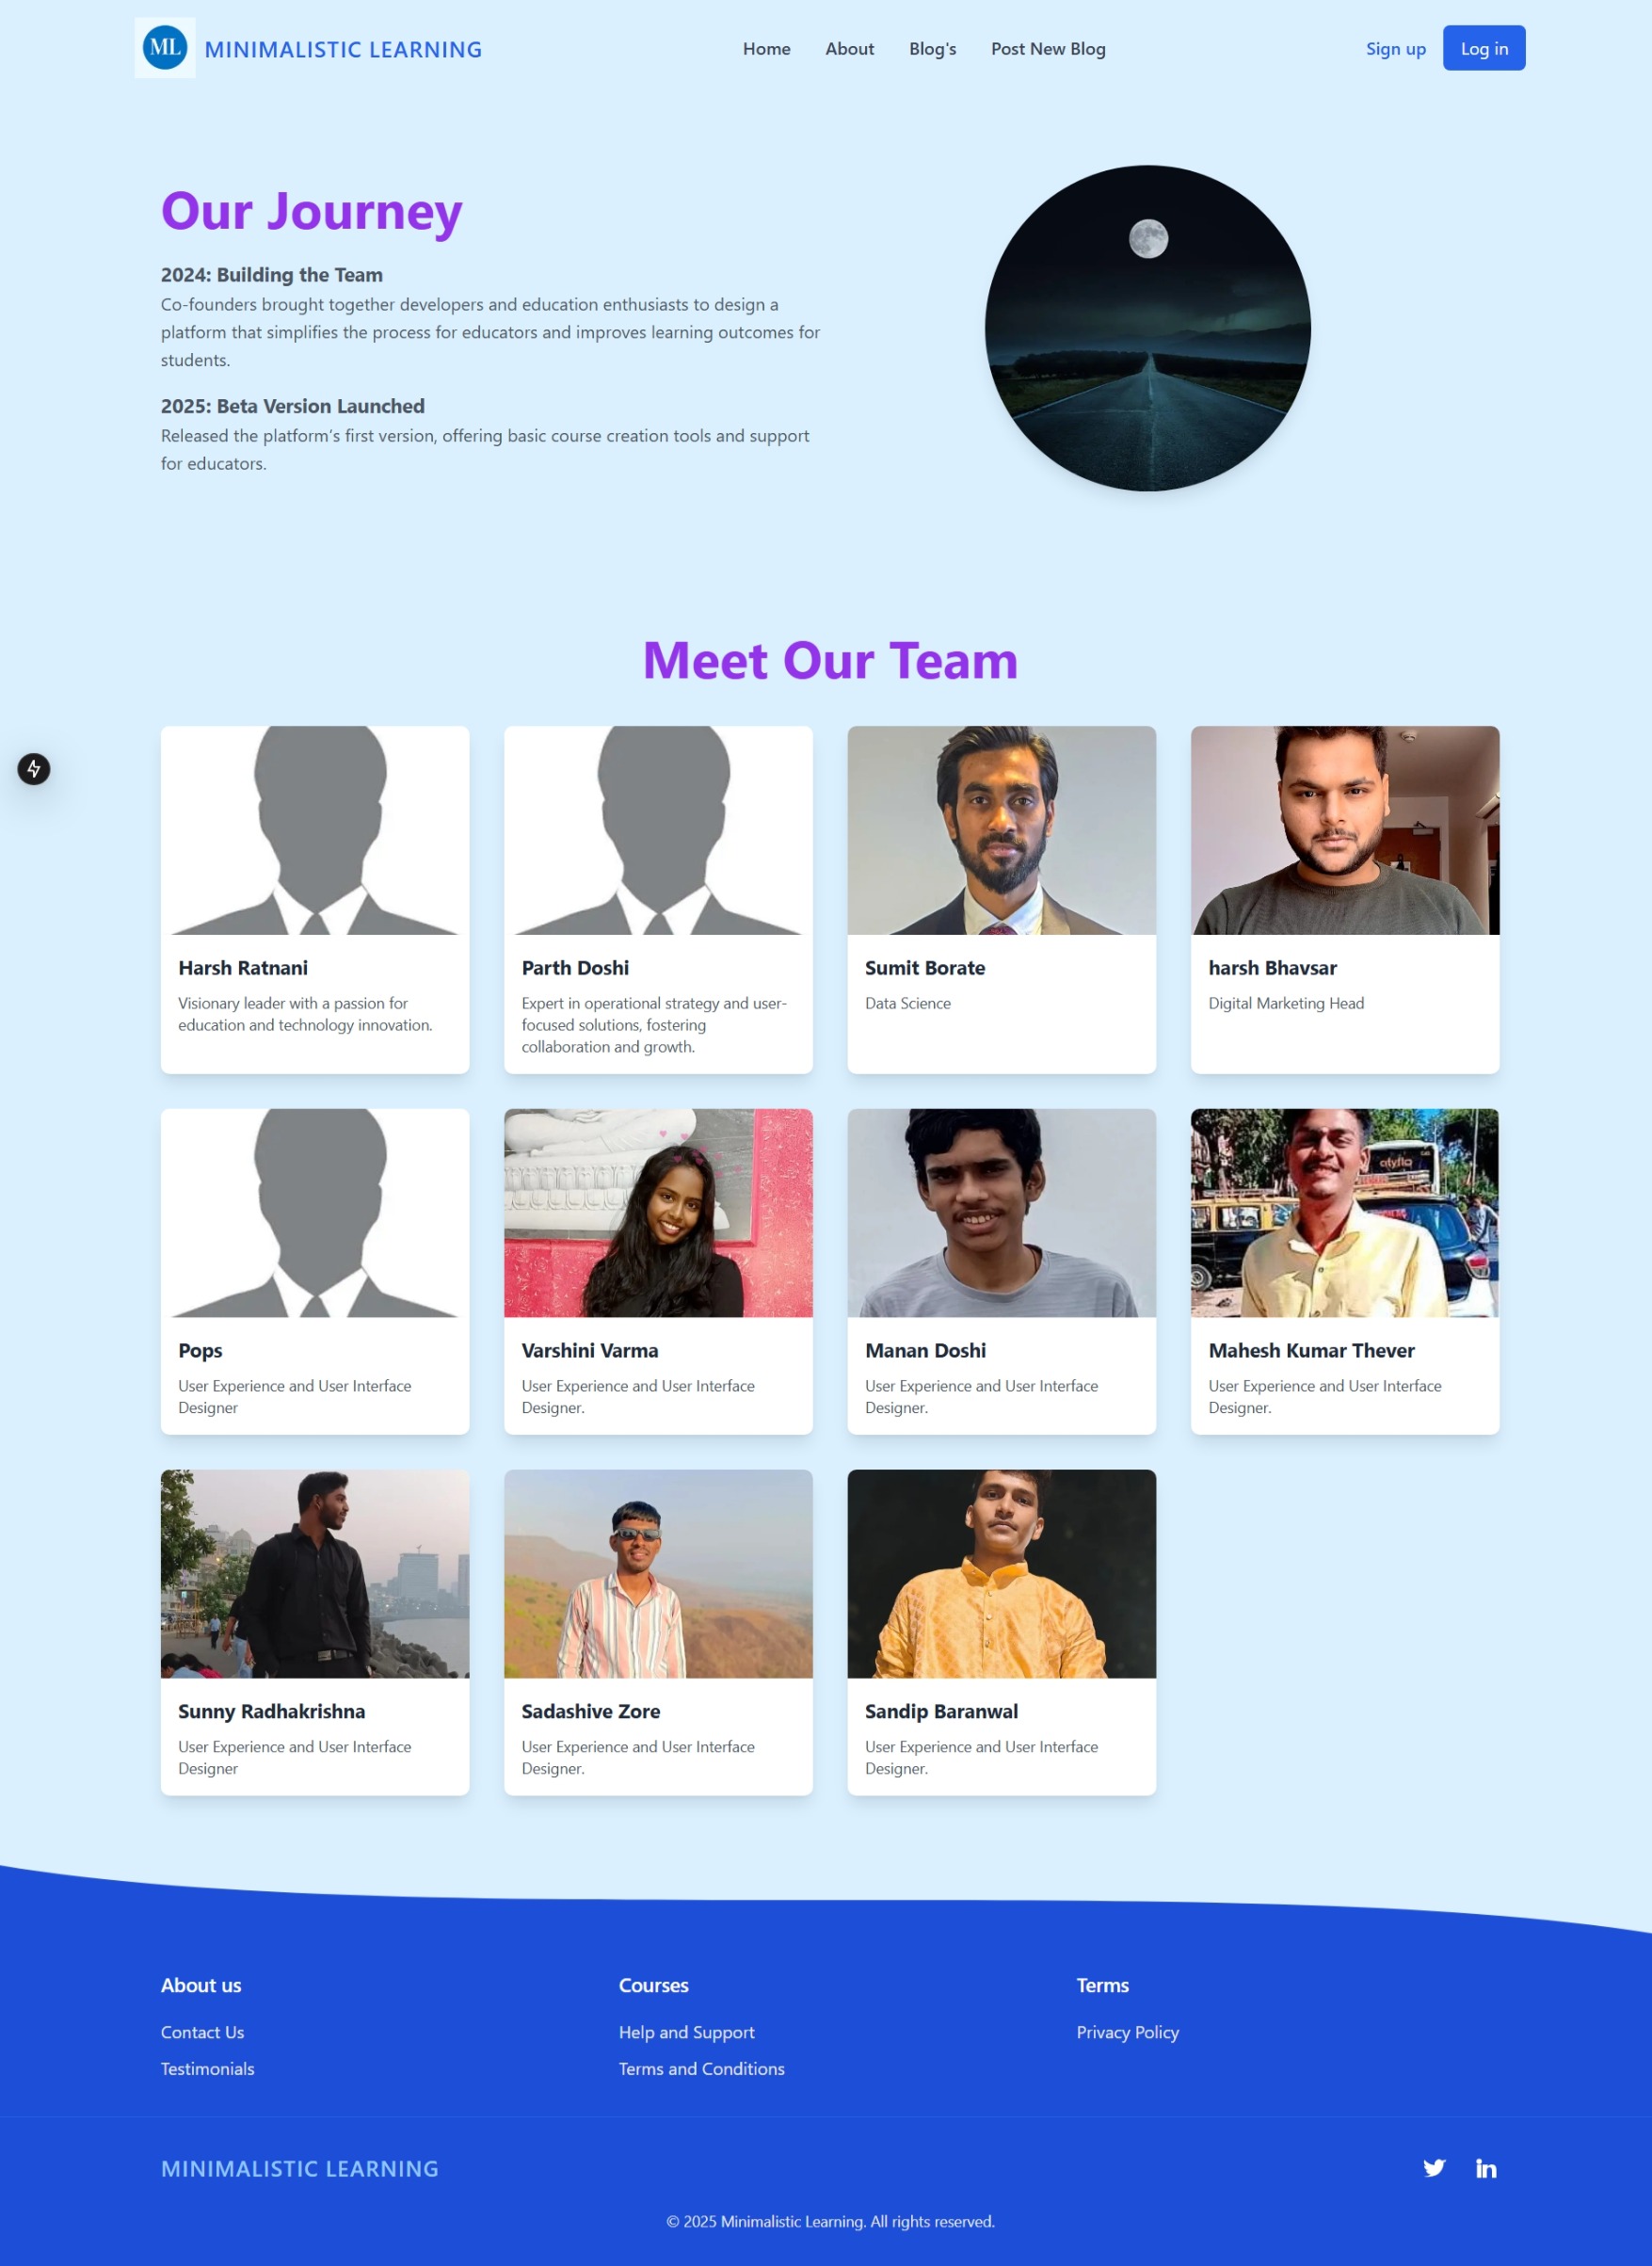 ML
MINIMALISTIC LEARNING
Home
About
Blog's
Post New Blog
Sign up
Log in
Our Journey
2024: Building the Team
Co-founders brought together developers and education enthusiasts to design a
platform that simplifies the process for educators and improves learning outcomes for
students.
2025: Beta Version Launched
Released the platform's first version, offering basic course creation tools and support
for educators.
Meet Our Team
Harsh Ratnani
Visionary leader with a passion for
education and technology innovation.
Parth Doshi
Expert in operational strategy and user-
focused solutions, fostering
collaboration and growth.
Sumit Borate
Data Science
harsh Bhavsar
Digital Marketing Head
Pops
User Experience and User Interface
Designer
Varshini Varma
User Experience and User Interface
Designer.
Manan Doshi
User Experience and User Interface
Designer.
Mahesh Kumar Thever
User Experience and User Interface
Designer.
Sunny Radhakrishna
User Experience and User Interface
Designer
Sadashive Zore
User Experience and User Interface
Designer.
Sandip Baranwal
User Experience and User Interface
Designer.
About us
Contact Us
Testimonials
Courses
Help and Support
Terms and Conditions
Terms
Privacy Policy
MINIMALISTIC LEARNING
© 2025 Minimalistic Learning. All rights reserved.